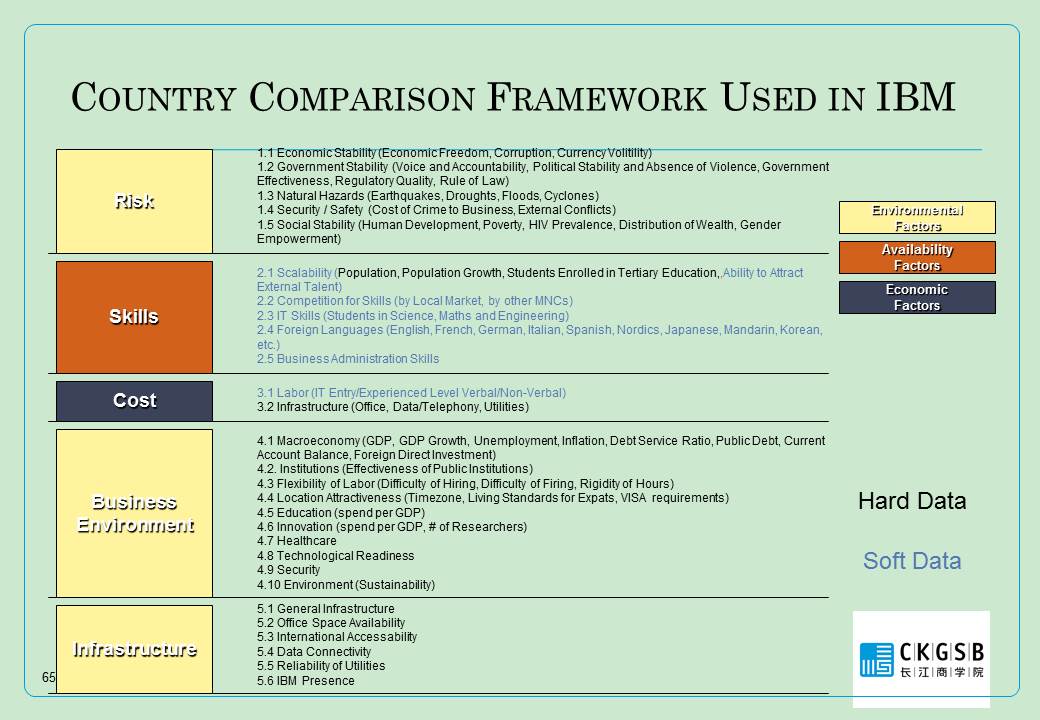 COUNTRY COMPARISON FRAMEWORK USED IN IBM
Risk
1.1 Economic Stability (Economic Freedom, Corruption, Currency Volitility)
1.2 Government Stability (Voice and Accountability, Political Stability and Absence of Violence, Government
Effectiveness, Regulatory Quality, Rule of Law)
1.3 Natural Hazards (Earthquakes, Droughts, Floods, Cyclones)
1.4 Security / Safety (Cost of Crime to Business, External Conflicts)
1.5 Social Stability (Human Development, Poverty, HIV Prevalence, Distribution of Wealth, Gender
Empowerment)
Skills
2.1 Scalability (Population, Population Growth, Students Enrolled in Tertiary Education,,Ability to Attract
External Talent)
2.2 Competition for Skills (by Local Market, by other MNCs)
2.3 IT Skills (Students in Science, Maths and Engineering)
2.4 Foreign Languages (English, French, German, Italian, Spanish, Nordics, Japanese, Mandarin, Korean,
etc.)
2.5 Business Administration Skills
Cost
3.1 Labor (IT Entry/Experienced Level Verbal/Non-Verbal)
3.2 Infrastructure (Office, Data/Telephony, Utilities)
Business
Environment
4.1 Macroeconomy (GDP, GDP Growth, Unemployment, Inflation, Debt Service Ratio, Public Debt, Current
Account Balance, Foreign Direct Investment)
4.2. Institutions (Effectiveness of Public Institutions)
4.3 Flexibility of Labor (Difficulty of Hiring, Difficulty of Firing, Rigidity of Hours)
4.4 Location Attractiveness (Timezone, Living Standards for Expats, VISA requirements)
4.5 Education (spend per GDP)
4.6 Innovation (spend per GDP, # of Researchers)
4.7 Healthcare
4.8 Technological Readiness
4.9 Security
4.10 Environment (Sustainability)
Infrastructure
5.1 General Infrastructure
5.2 Office Space Availability
5.3 International Accessability
5.4 Data Connectivity
5.5 Reliability of Utilities
5.6 IBM Presence
Environmental
Factors
Availability
Factors
Economic
Factors
Hard Data
Soft Data
CKGSB
长江商学院
65